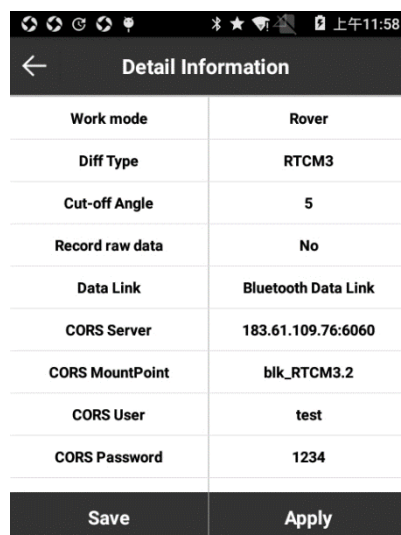 上午11:58
Detail Information
Work mode Rover
Diff Type RTCM3
Cut-off Angle 5
Record raw data No
Data Link Bluetooth Data Link
CORS Server 183.61.109.76:6060
CORS MountPoint blk_RTCM3.2
CORS User test
CORS Password 1234
Save Apply